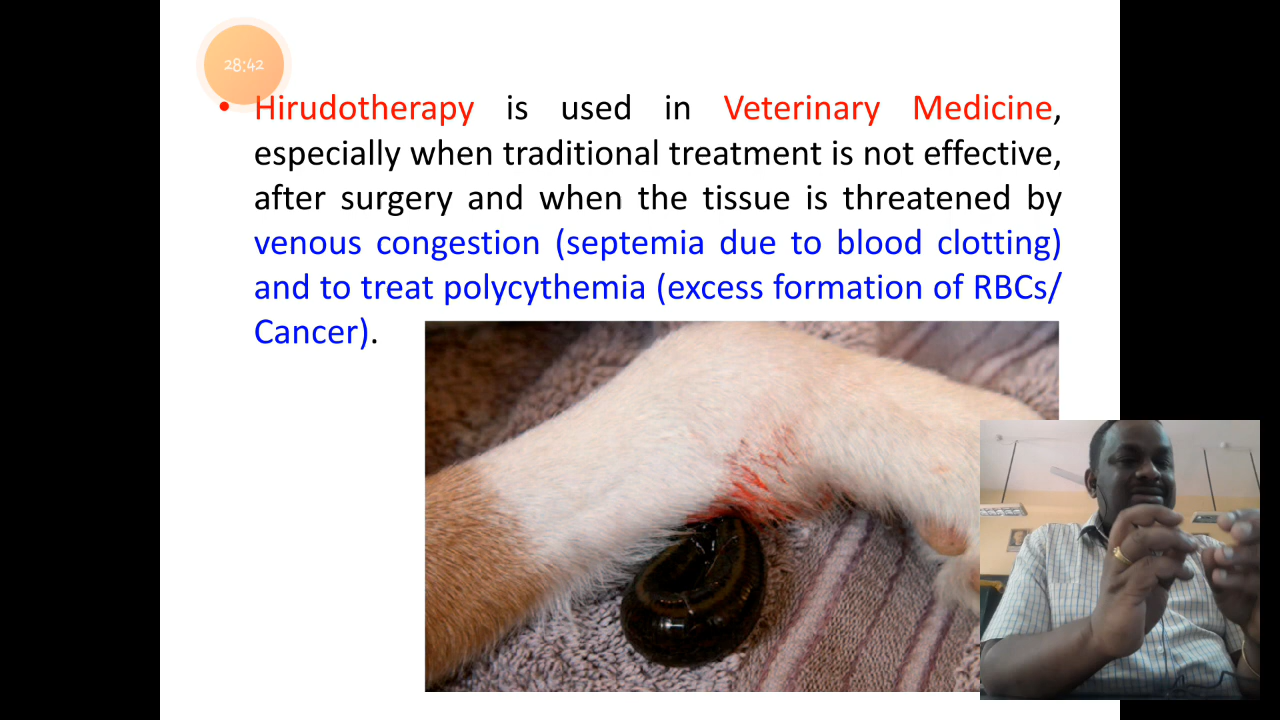 28:42
• Hirudotherapy is used in Veterinary Medicine,
especially when traditional treatment is not effective,
after surgery and when the tissue is threatened by
venous congestion (septemia due to blood clotting)
and to treat polycythemia (excess formation of RBCs/
Cancer).